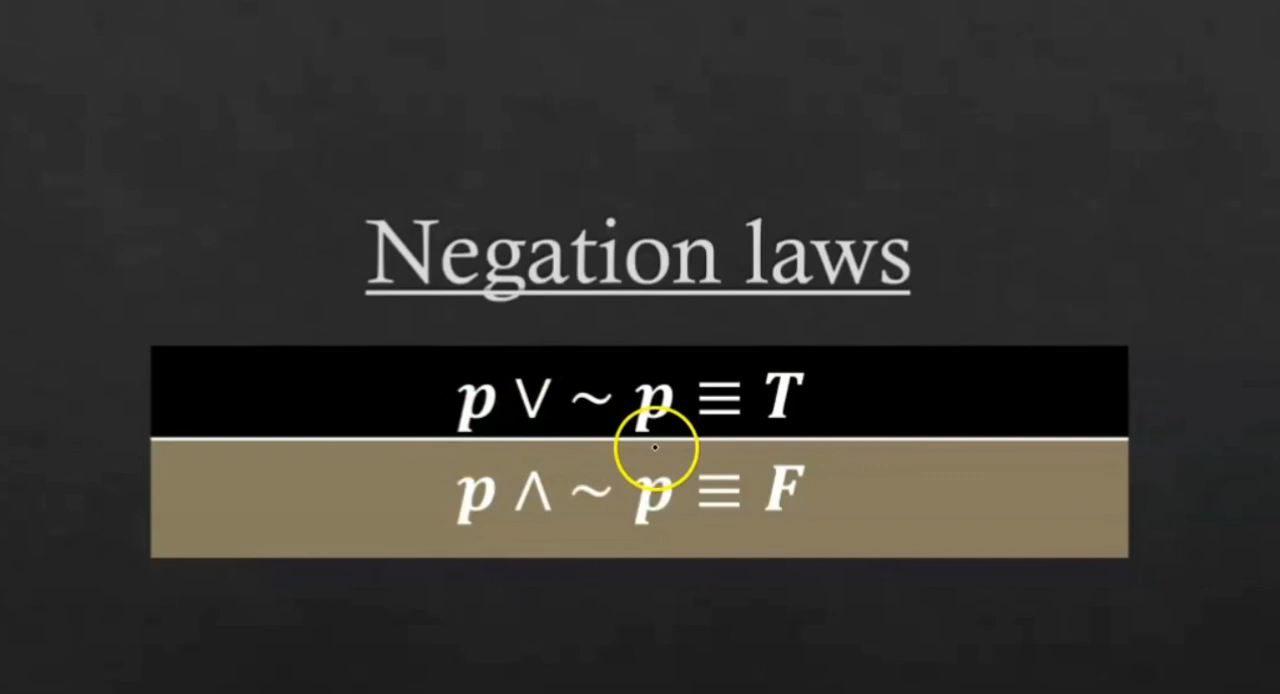 Negation laws
p ∨ ~ p ≡ T
p ∧ ~ p ≡ F